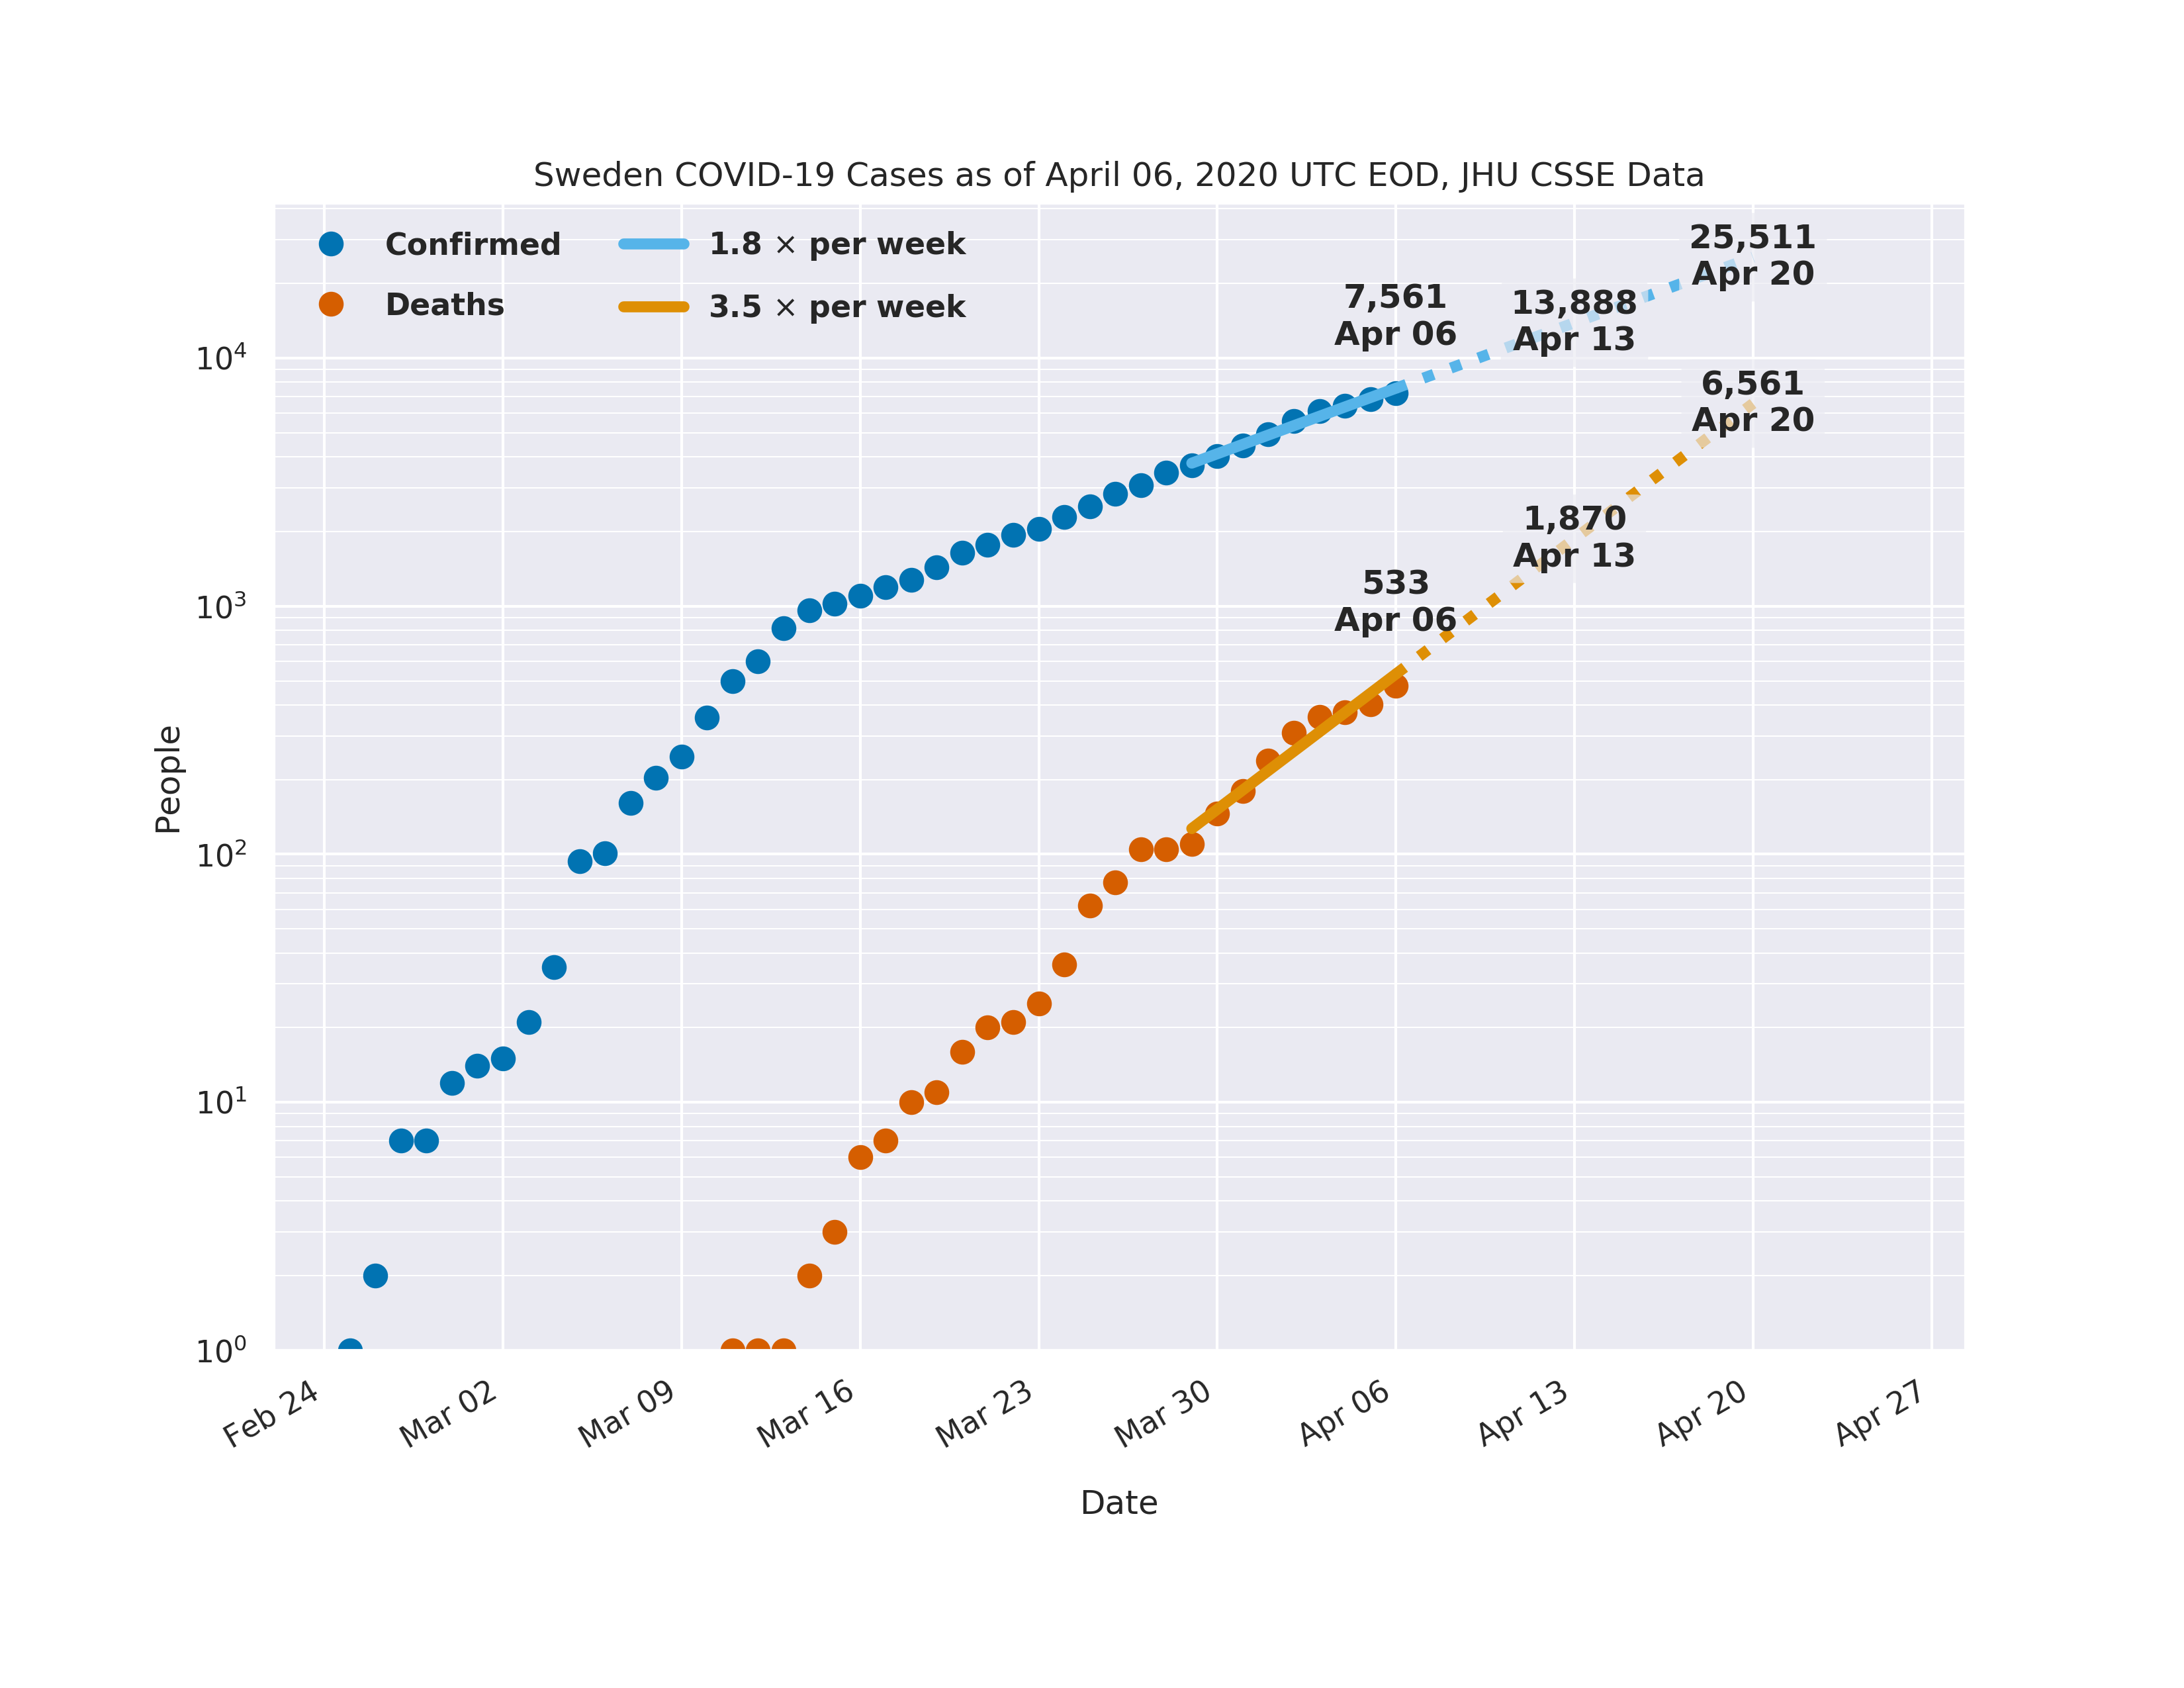 Sweden COVID-19 Cases as of April 06, 2020 UTC EOD, JHU CSSE Data
Confirmed
Deaths
1.8 × per week
3.5 × per week
25,511
Apr 20
7,561
Apr 06
13,888
Apr 13
6,561
Apr 20
1,870
Apr 13
533
Apr 06
People
10⁴
10³
10²
10¹
10⁰
Feb 24
Mar 02
Mar 09
Mar 16
Mar 23
Mar 30
Apr 06
Apr 13
Apr 20
Apr 27
Date